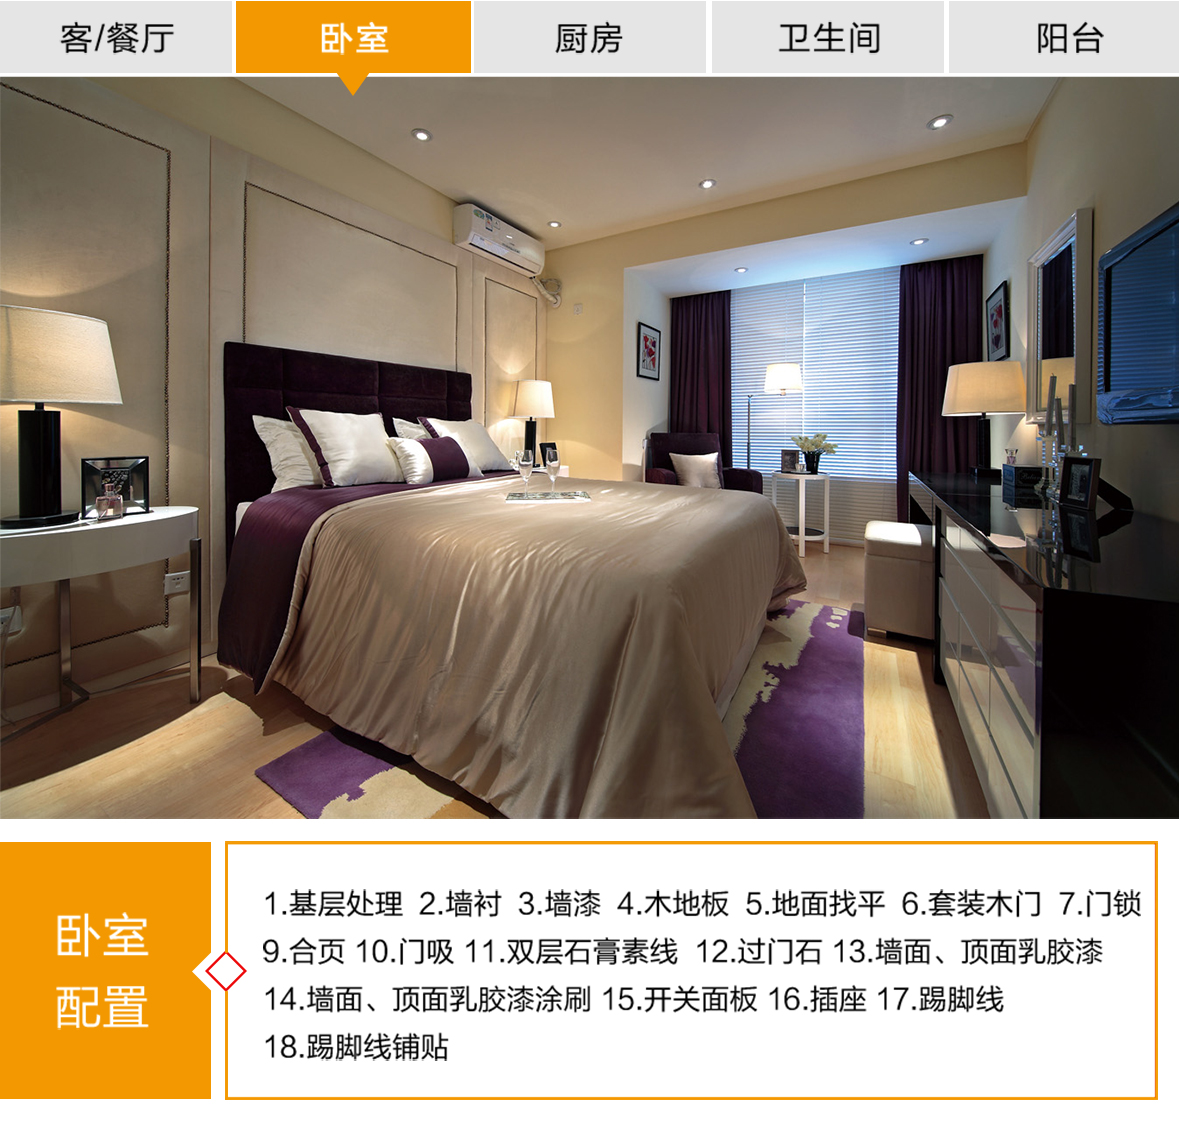 客/餐厅
卧室
厨房
卫生间
阳台
卧室
配置
1.基层处理 2.墙衬 3.墙漆 4.木地板 5.地面找平 6.套装木门 7.门锁
9.合页 10.门吸 11.双层石膏素线 12.过门石 13.墙面、顶面乳胶漆
14.墙面、顶面乳胶漆涂刷 15.开关面板 16.插座 17.踢脚线
18.踢脚线铺贴